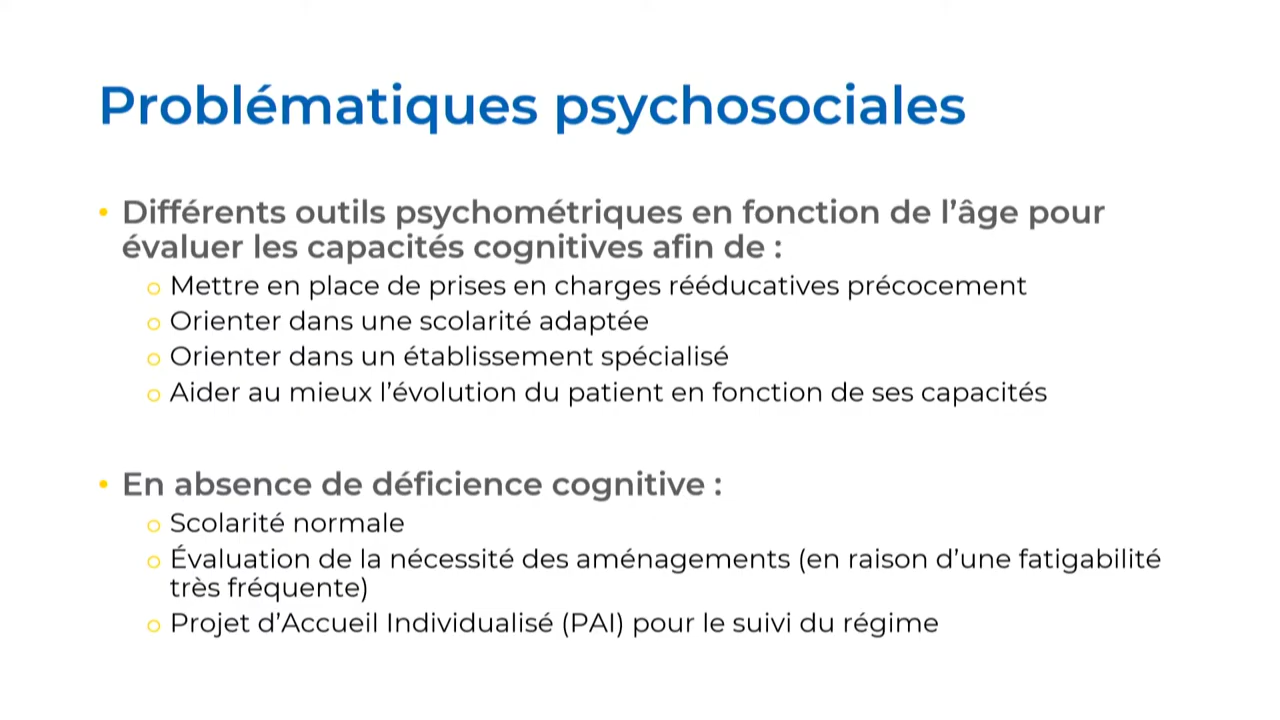 Problématiques psychosociales
• Différents outils psychométriques en fonction de l’âge pour
évaluer les capacités cognitives afin de :
o Mettre en place de prises en charges rééducatives précocement
o Orienter dans une scolarité adaptée
o Orienter dans un établissement spécialisé
o Aider au mieux l’évolution du patient en fonction de ses capacités
• En absence de déficience cognitive :
o Scolarité normale
o Évaluation de la nécessité des aménagements (en raison d’une fatigabilité
très fréquente)
o Projet d’Accueil Individualisé (PAI) pour le suivi du régime